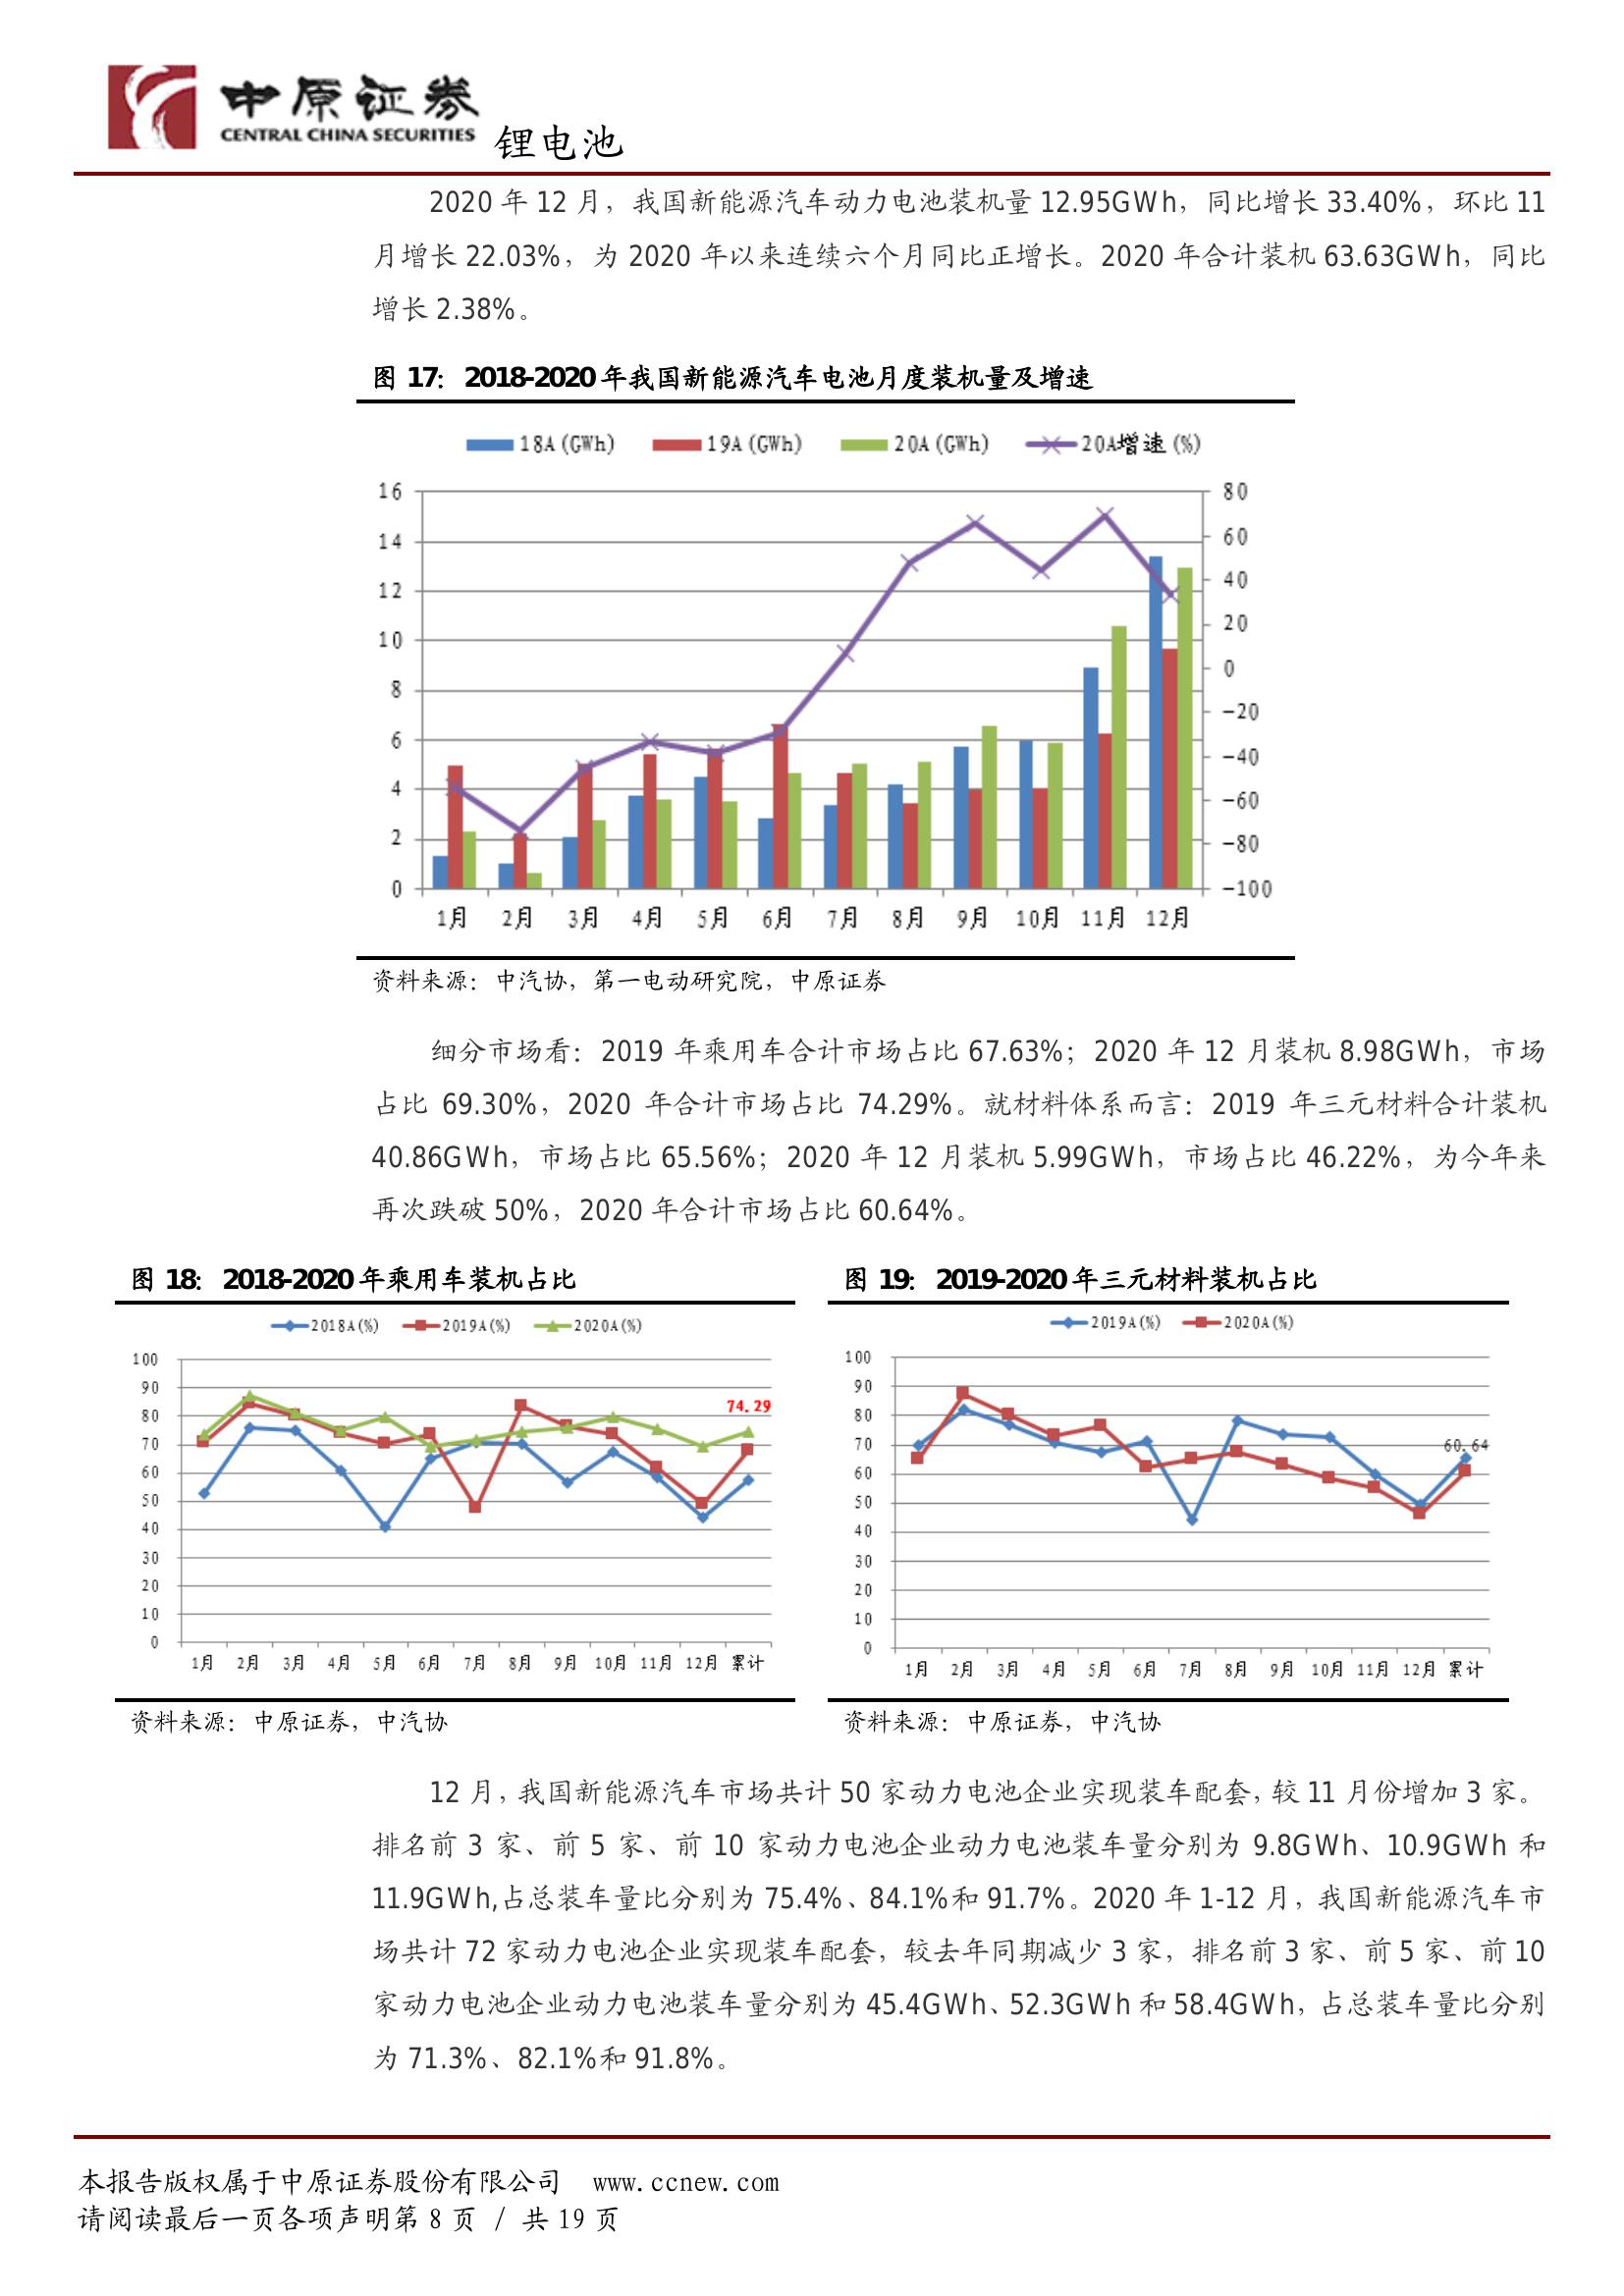 中原证券
CENTRAL CHINA SECURITIES
锂电池
2020 年 12 月，我国新能源汽车动力电池装机量 12.95GWh，同比增长 33.40%，环比 11
月增长 22.03%，为 2020 年以来连续六个月同比正增长。2020 年合计装机 63.63GWh，同比
增长 2.38%。
图 17： 2018-2020 年我国新能源汽车电池月度装机量及增速
18A(GWh) 19A(GWh) 20A(GWh) 20A增速(%)
16 80
14 60
12 40
10 20
8 0
6 -20
4 -40
2 -60
0 -80
-100
1月 2月 3月 4月 5月 6月 7月 8月 9月 10月 11月 12月
资料来源：中汽协，第一电动研究院，中原证券
细分市场看：2019 年乘用车合计市场占比 67.63%；2020 年 12 月装机 8.98GWh，市场
占比 69.30%，2020 年合计市场占比 74.29%。就材料体系而言：2019 年三元材料合计装机
40.86GWh，市场占比 65.56%；2020 年 12 月装机 5.99GWh，市场占比 46.22%，为今年来
再次跌破 50%，2020 年合计市场占比 60.64%。
图 18： 2018-2020 年乘用车装机占比
2018A(%) 2019A(%) 2020A(%)
100
90
80
70
60
50
40
30
20
10
0
74.29
1月 2月 3月 4月 5月 6月 7月 8月 9月 10月 11月 12月 累计
资料来源：中原证券，中汽协
图 19： 2019-2020 年三元材料装机占比
2019A(%) 2020A(%)
100
90
80
70
60
50
40
30
20
10
0
60.64
1月 2月 3月 4月 5月 6月 7月 8月 9月 10月 11月 12月 累计
资料来源：中原证券，中汽协
12 月，我国新能源汽车市场共计 50 家动力电池企业实现装车配套，较 11 月份增加 3 家。
排名前 3 家、前 5 家、前 10 家动力电池企业动力电池装车量分别为 9.8GWh、10.9GWh 和
11.9GWh,占总装车量比分别为 75.4%、84.1%和 91.7%。2020 年 1-12 月，我国新能源汽车市
场共计 72 家动力电池企业实现装车配套，较去年同期减少 3 家，排名前 3 家、前 5 家、前 10
家动力电池企业动力电池装车量分别为 45.4GWh、52.3GWh 和 58.4GWh，占总装车量比分别
为 71.3%、82.1%和 91.8%。
本报告版权属于中原证券股份有限公司 www.ccnew.com
请阅读最后一页各项声明第 8 页 / 共 19 页